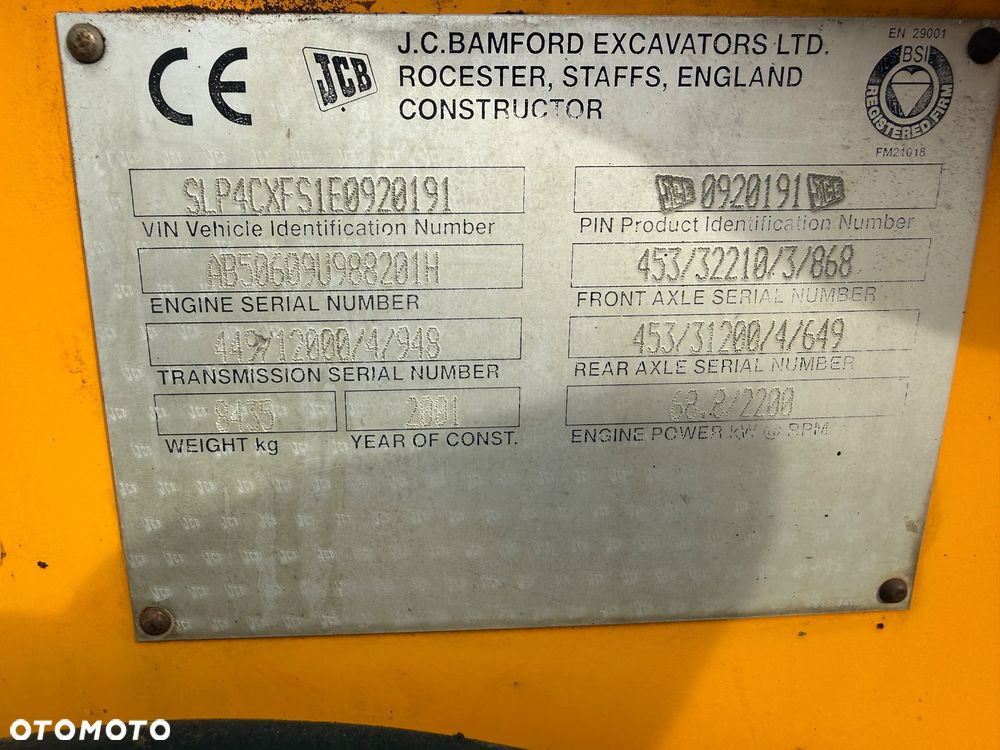 CE
JCB
J.C.BAMFORD EXCAVATORS LTD.
ROCESTER, STAFFS, ENGLAND
CONSTRUCTOR
EN 29001
BSI
REGISTERED FIRM
FM21018
SLP4CXFS1E0920191
VIN Vehicle Identification Number
JCB 0920191 JCB
PIN Product Identification Number
AB50609U988201H
ENGINE SERIAL NUMBER
453/32210/3/868
FRONT AXLE SERIAL NUMBER
449/12000/4/948
TRANSMISSION SERIAL NUMBER
453/31200/4/649
REAR AXLE SERIAL NUMBER
8435
WEIGHT kg
2001
YEAR OF CONST.
68.8/2200
ENGINE POWER kW @ RPM
OTOMOTO